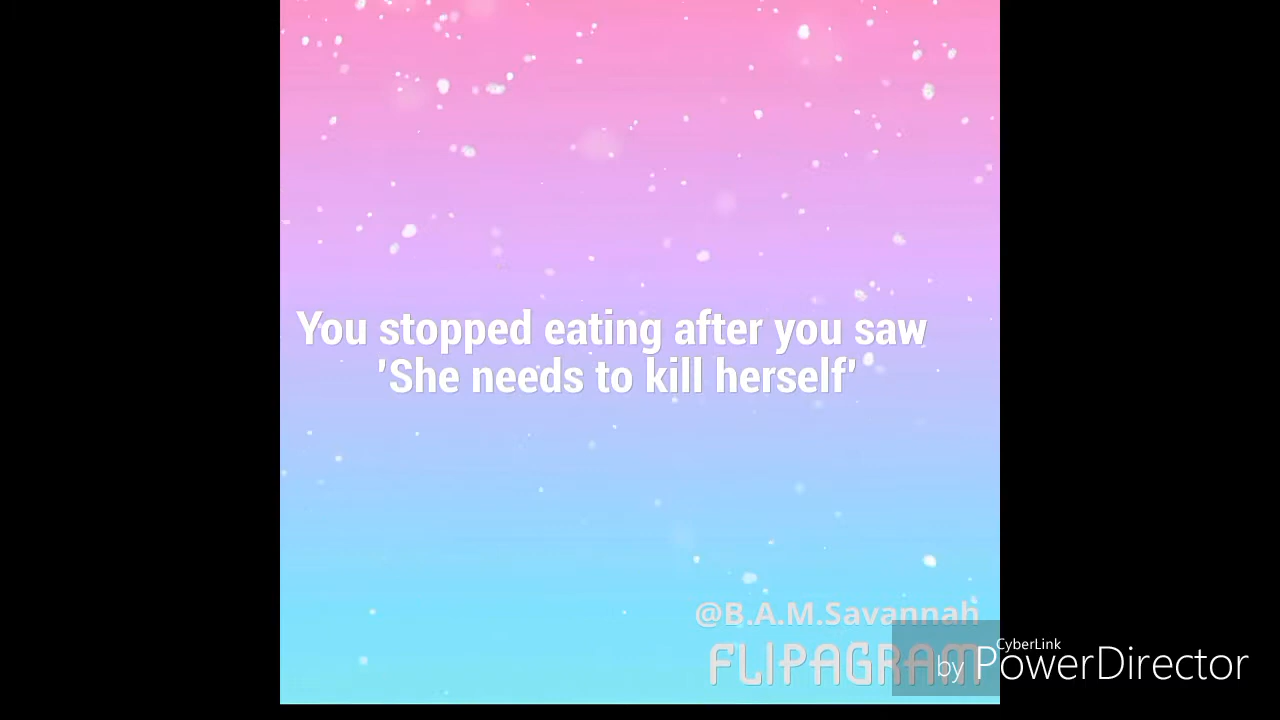 You stopped eating after you saw
'She needs to kill herself'
@B.A.M.Savannah
FLIPAGRAM
CyberLink
by PowerDirector